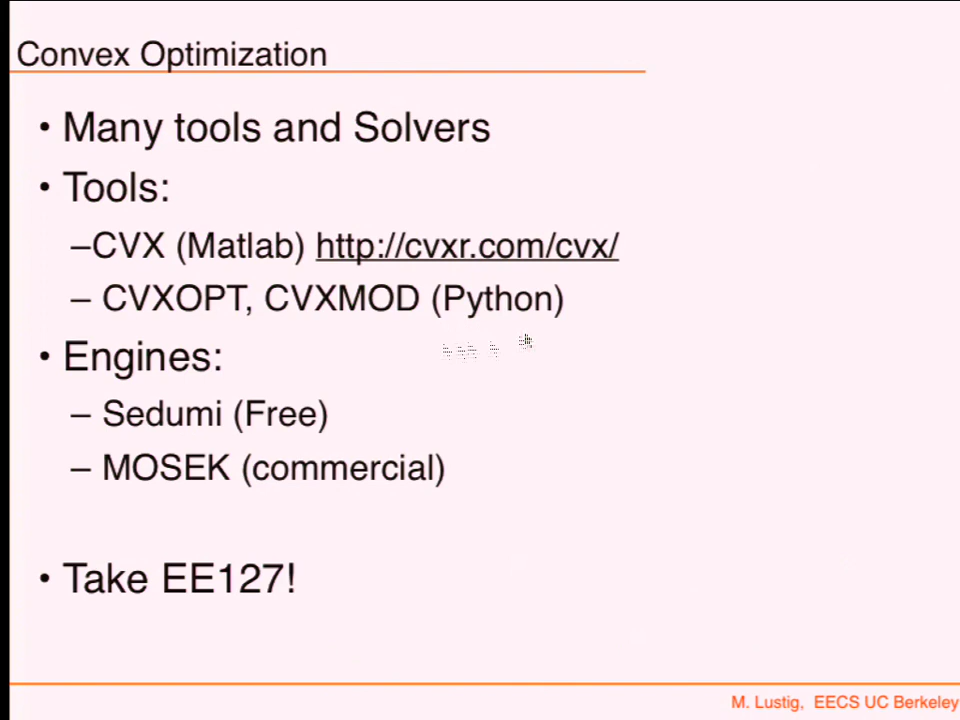 Convex Optimization
• Many tools and Solvers
• Tools:
–CVX (Matlab) http://cvxr.com/cvx/
– CVXOPT, CVXMOD (Python)
• Engines:
– Sedumi (Free)
– MOSEK (commercial)
• Take EE127!
M. Lustig, EECS UC Berkeley